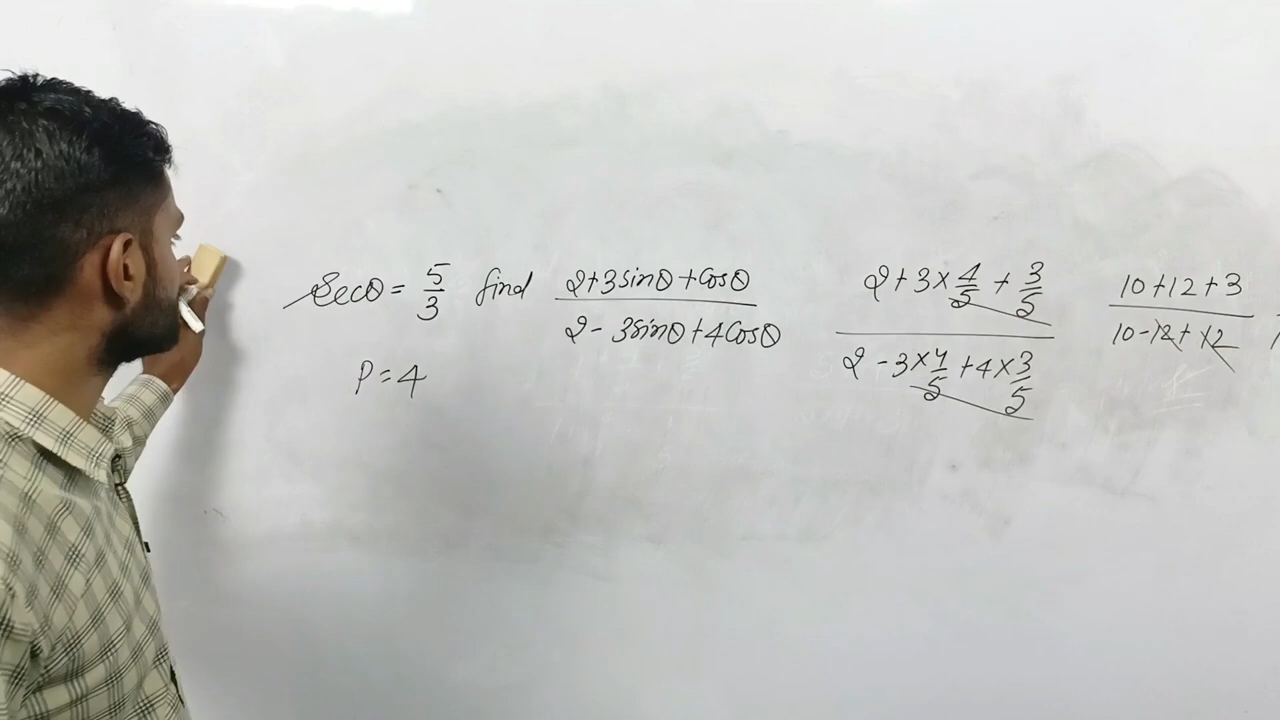 Secθ = 5/3 find (2+3sinθ+cosθ)/(2-3sinθ+4Cosθ) (2+3×4/5+3/5)/(2-3×4/5+4×3/5) (10+12+3)/(10-12+12)
P=4